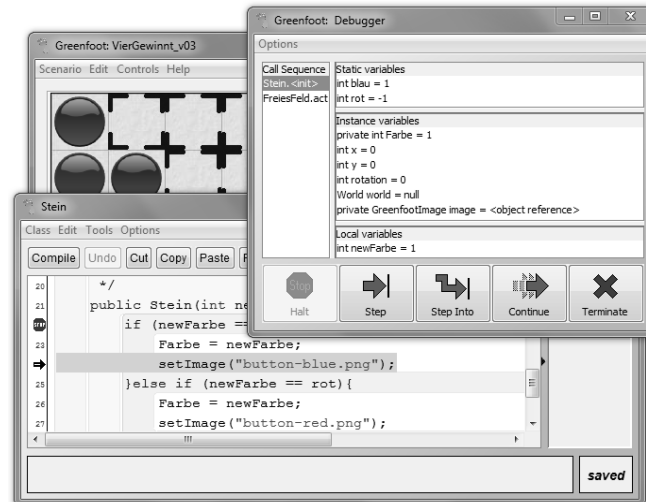 Greenfoot: VierGewinnt_v03
Scenario Edit Controls Help
Greenfoot: Debugger
Options
Call Sequence
Stein.<init>
FreiesFeld.act
Static variables
int blau = 1
int rot = -1
Instance variables
private int Farbe = 1
int x = 0
int y = 0
int rotation = 0
World world = null
private GreenfootImage image = <object reference>
Local variables
int newFarbe = 1
Stop
Halt
Step
Step Into
Continue
Terminate
Stein
Class Edit Tools Options
Compile Undo Cut Copy Paste
20 */
21 public Stein(int ne
if (newFarbe ==
23 Farbe = newFarbe;
setImage("button-blue.png");
25 }else if (newFarbe == rot){
26 Farbe = newFarbe;
27 setImage("button-red.png");
saved